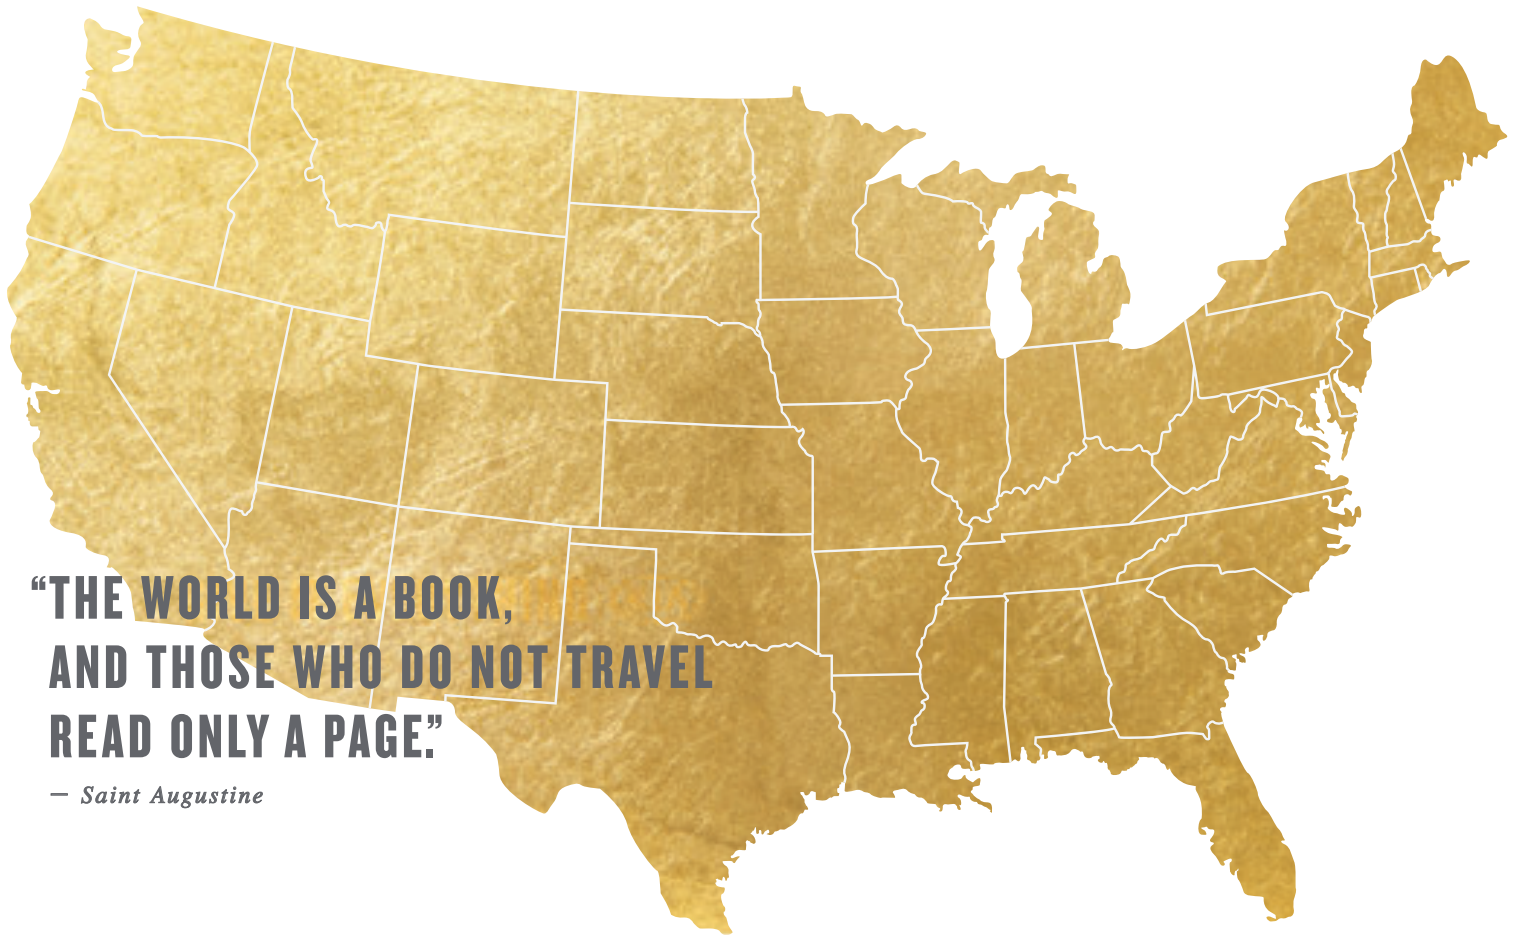 “THE WORLD IS A BOOK,
AND THOSE WHO DO NOT TRAVEL
READ ONLY A PAGE.”
— Saint Augustine